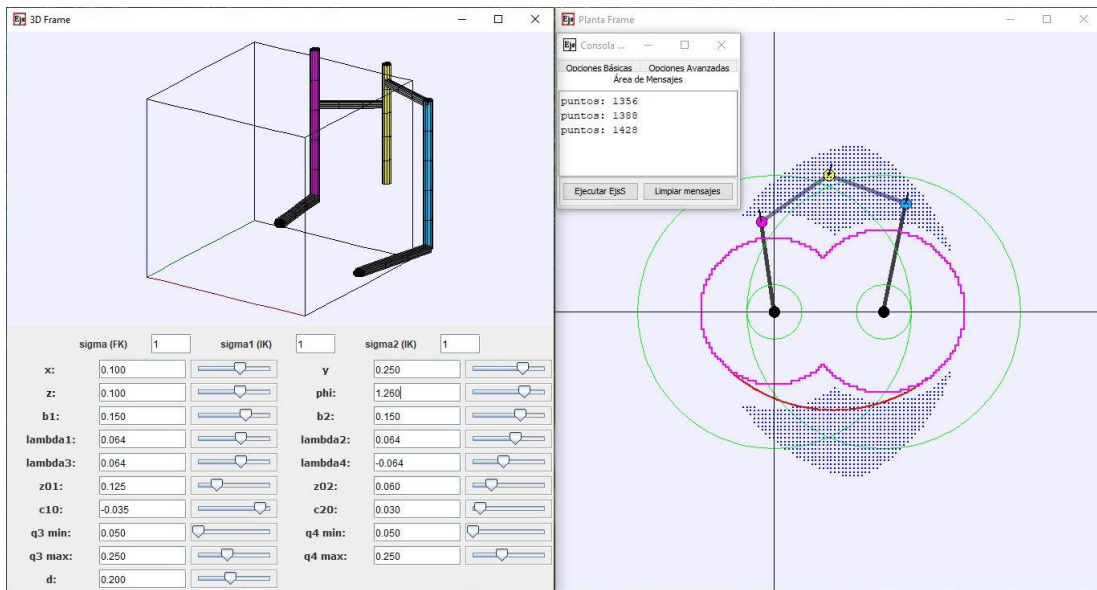 Ejs 3D Frame
sigma (FK) 1 sigma1 (IK) 1 sigma2 (IK) 1
x: 0.100 y 0.250
z: 0.100 phi: 1.260
b1: 0.150 b2: 0.150
lambda1: 0.064 lambda2: 0.064
lambda3: 0.064 lambda4: -0.064
z01: 0.125 z02: 0.060
c10: -0.035 c20: 0.030
q3 min: 0.050 q4 min: 0.050
q3 max: 0.250 q4 max: 0.250
d: 0.200
Ejs Planta Frame
Ejs Consola ...
Opciones Básicas Opciones Avanzadas
Área de Mensajes
puntos: 1356
puntos: 1388
puntos: 1428
Ejecutar EjsS Limpiar mensajes